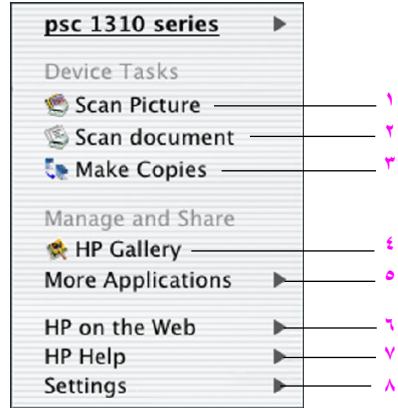 psc 1310 series
Device Tasks
Scan Picture ١
Scan document ٢
Make Copies ٣
Manage and Share
HP Gallery ٤
More Applications ٥
HP on the Web ٦
HP Help ٧
Settings ٨